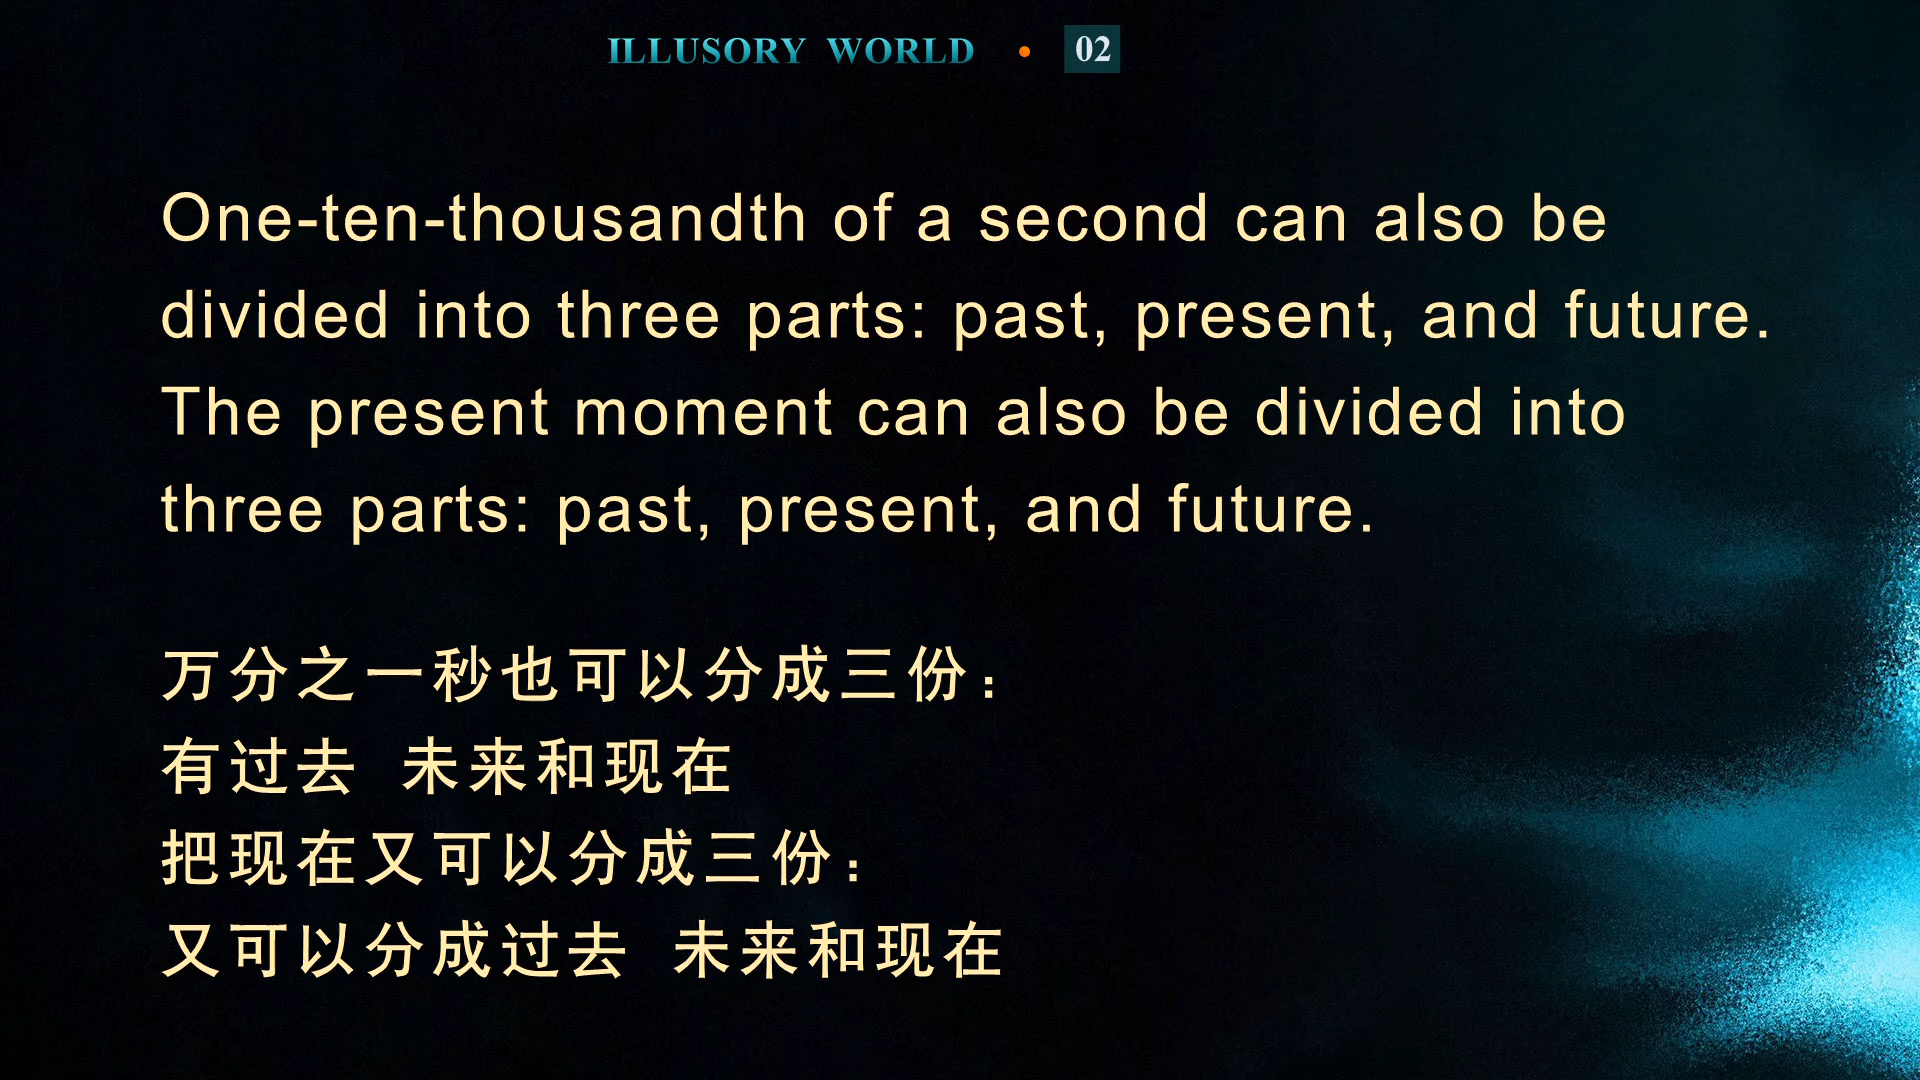 ILLUSORY WORLD • 02
One-ten-thousandth of a second can also be
divided into three parts: past, present, and future.
The present moment can also be divided into
three parts: past, present, and future.
万分之一秒也可以分成三份：
有过去 未来和现在
把现在又可以分成三份：
又可以分成过去 未来和现在